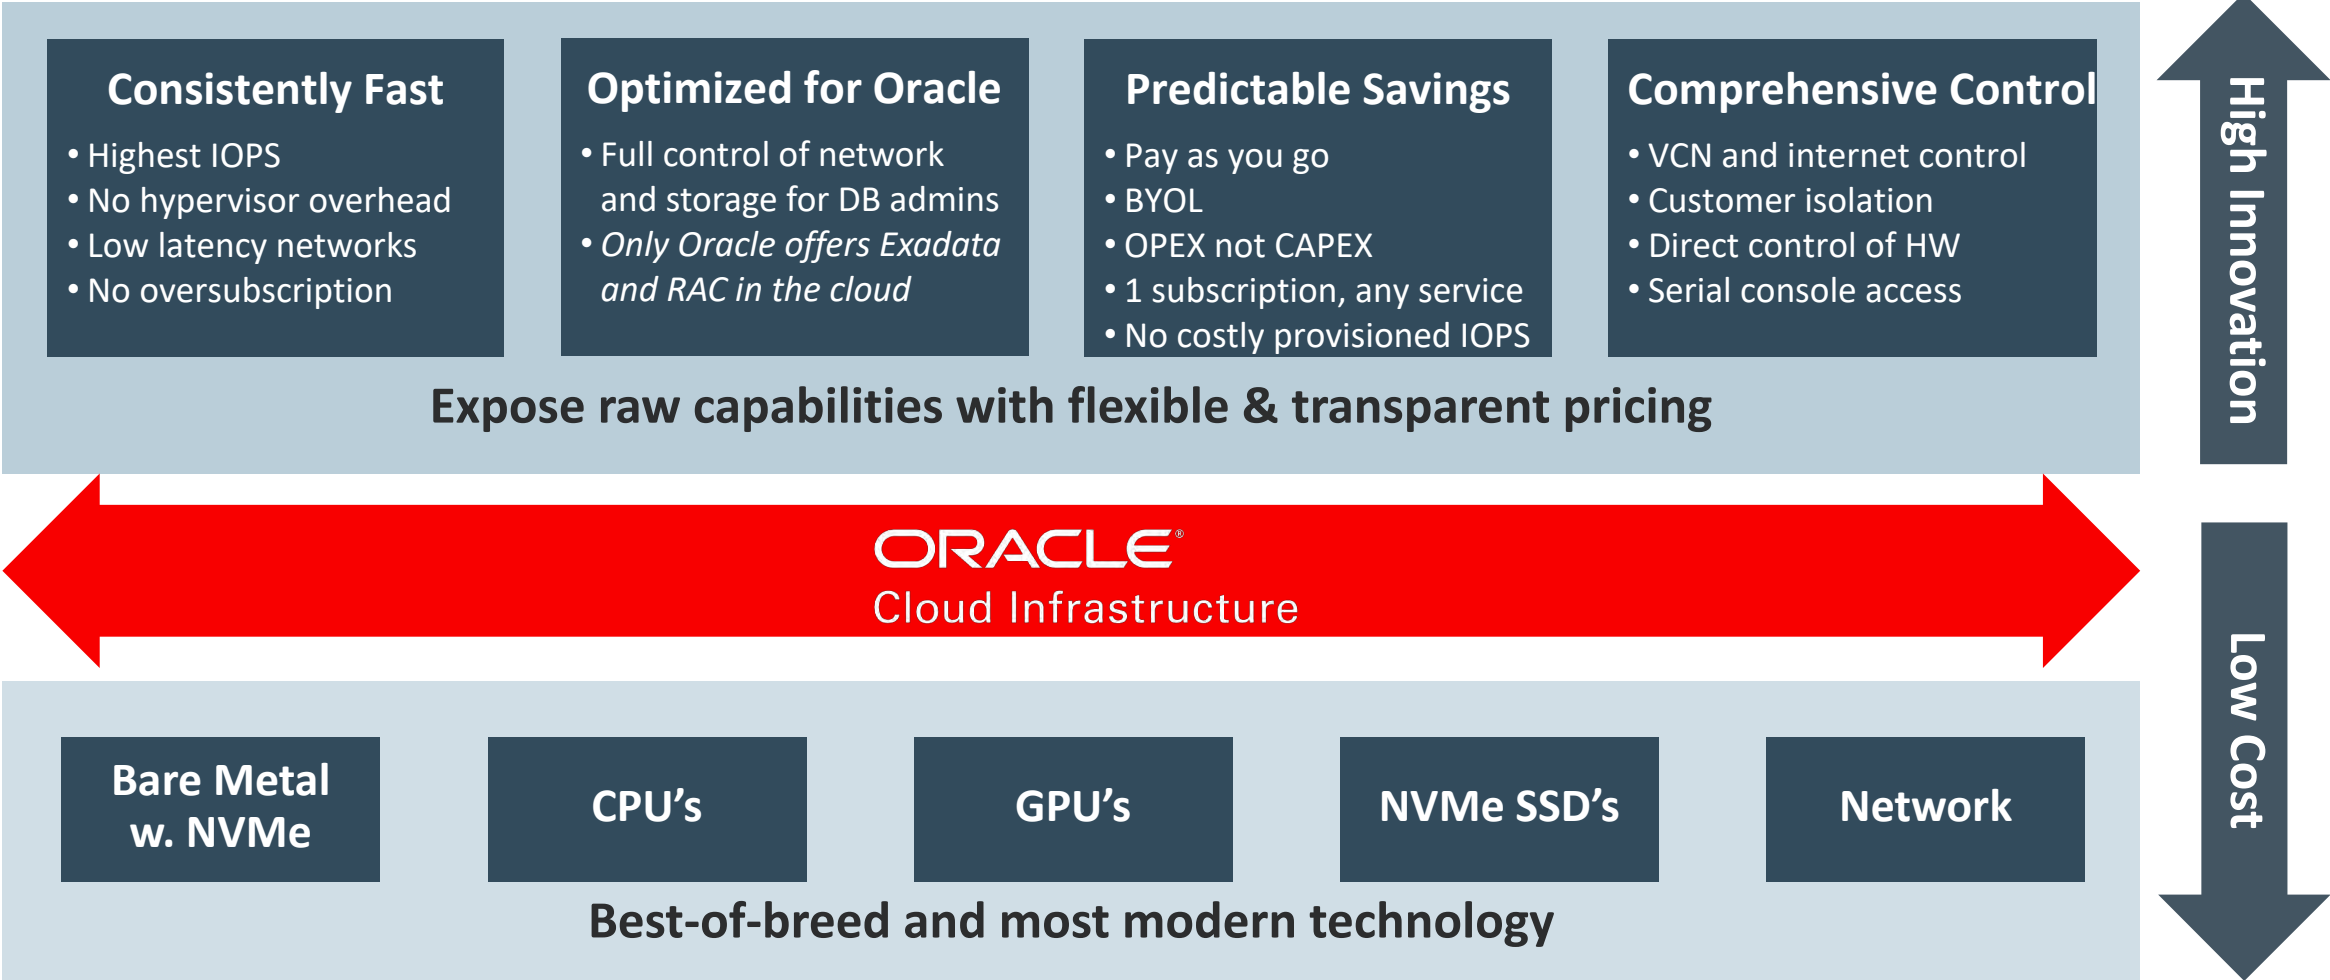 Consistently Fast
• Highest IOPS
• No hypervisor overhead
• Low latency networks
• No oversubscription
Optimized for Oracle
• Full control of network
and storage for DB admins
• Only Oracle offers Exadata
and RAC in the cloud
Predictable Savings
• Pay as you go
• BYOL
• OPEX not CAPEX
• 1 subscription, any service
• No costly provisioned IOPS
Comprehensive Control
• VCN and internet control
• Customer isolation
• Direct control of HW
• Serial console access
Expose raw capabilities with flexible & transparent pricing
High Innovation
ORACLE®
Cloud Infrastructure
Low Cost
Bare Metal
w. NVMe
CPU’s
GPU’s
NVMe SSD’s
Network
Best-of-breed and most modern technology